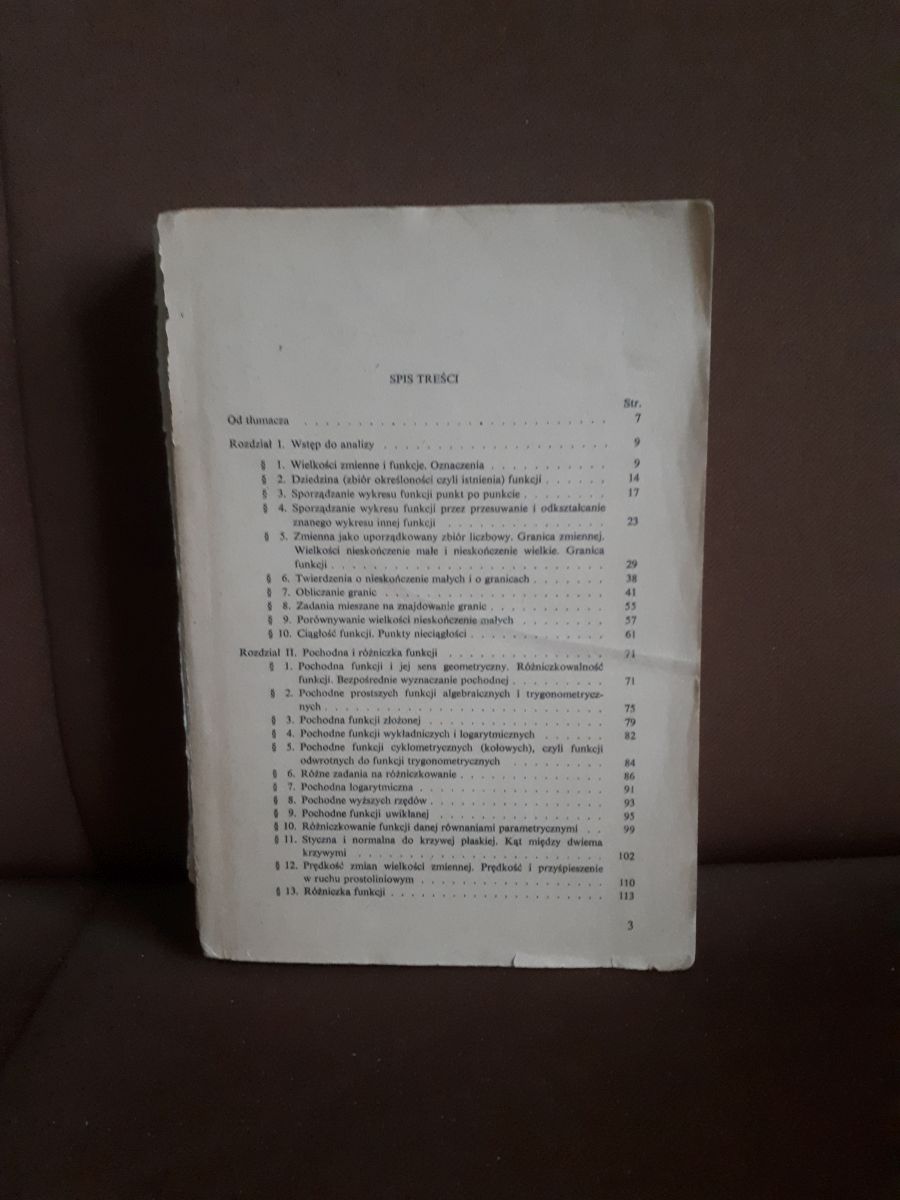 SPIS TREŚCI
Str.
Od tłumacza . . . . . . . . . . . . . . . . . . . . . . . . . . 7
Rozdział I. Wstęp do analizy . . . . . . . . . . . . . . . . . . . 9
§ 1. Wielkości zmienne i funkcje. Oznaczenia . . . . . . . . . . . 9
§ 2. Dziedzina (zbiór określoności czyli istnienia) funkcji . . . . . . 14
§ 3. Sporządzanie wykresu funkcji punkt po punkcie . . . . . . . . 17
§ 4. Sporządzanie wykresu funkcji przez przesuwanie i odkształcanie
znanego wykresu innej funkcji . . . . . . . . . . . . . . . 23
§ 5. Zmienna jako uporządkowany zbiór liczbowy. Granica zmiennej.
Wielkości nieskończenie małe i nieskończenie wielkie. Granica
funkcji . . . . . . . . . . . . . . . . . . . . . . . . . . 29
§ 6. Twierdzenia o nieskończenie małych i o granicach . . . . . . . 38
§ 7. Obliczanie granic . . . . . . . . . . . . . . . . . . . . . 41
§ 8. Zadania mieszane na znajdowanie granic . . . . . . . . . . . 55
§ 9. Porównywanie wielkości nieskończenie małych . . . . . . . . 57
§ 10. Ciągłość funkcji. Punkty nieciągłości . . . . . . . . . . . . . 61
Rozdział II. Pochodna i różniczka funkcji . . . . . . . . . . . . . . 71
§ 1. Pochodna funkcji i jej sens geometryczny. Różniczkowalność
funkcji. Bezpośrednie wyznaczanie pochodnej . . . . . . . . . 71
§ 2. Pochodne prostszych funkcji algebraicznych i trygonometrycz-
nych . . . . . . . . . . . . . . . . . . . . . . . . . . 75
§ 3. Pochodna funkcji złożonej . . . . . . . . . . . . . . . . . 79
§ 4. Pochodne funkcji wykładniczych i logarytmicznych . . . . . . 82
§ 5. Pochodne funkcji cyklometrycznych (kołowych), czyli funkcji
odwrotnych do funkcji trygonometrycznych . . . . . . . . . 84
§ 6. Różne zadania na różniczkowanie . . . . . . . . . . . . . . 86
§ 7. Pochodna logarytmiczna . . . . . . . . . . . . . . . . . . 91
§ 8. Pochodne wyższych rzędów . . . . . . . . . . . . . . . . . 93
§ 9. Pochodne funkcji uwikłanej . . . . . . . . . . . . . . . . 95
§ 10. Różniczkowanie funkcji danej równaniami parametrycznymi . . 99
§ 11. Styczna i normalna do krzywej płaskiej. Kąt między dwiema
krzywymi . . . . . . . . . . . . . . . . . . . . . . . . 102
§ 12. Prędkość zmian wielkości zmiennej. Prędkość i przyśpieszenie
w ruchu prostoliniowym . . . . . . . . . . . . . . . . . . 110
§ 13. Różniczka funkcji . . . . . . . . . . . . . . . . . . . . . 113
3